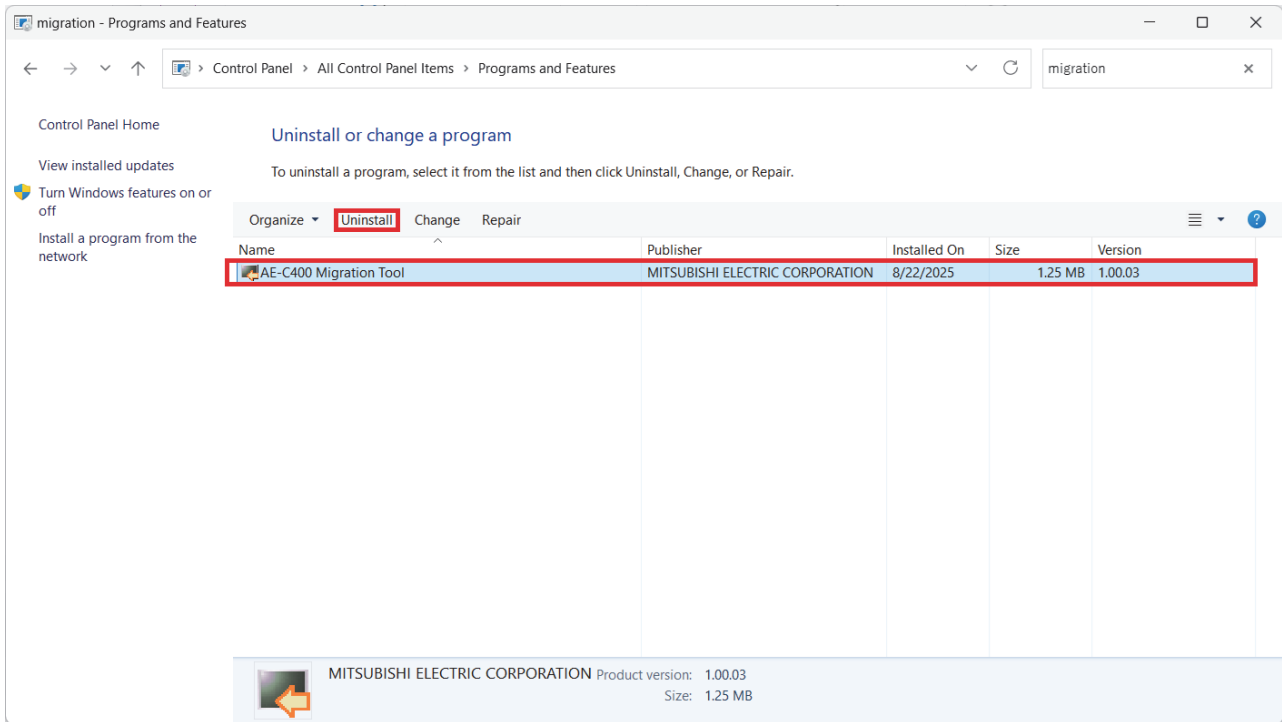 migration - Programs and Features
Control Panel > All Control Panel Items > Programs and Features
migration
Control Panel Home
View installed updates
Turn Windows features on or
off
Install a program from the
network
Uninstall or change a program
To uninstall a program, select it from the list and then click Uninstall, Change, or Repair.
Organize Uninstall Change Repair
Name Publisher Installed On Size Version
AE-C400 Migration Tool MITSUBISHI ELECTRIC CORPORATION 8/22/2025 1.25 MB 1.00.03
MITSUBISHI ELECTRIC CORPORATION Product version: 1.00.03
Size: 1.25 MB